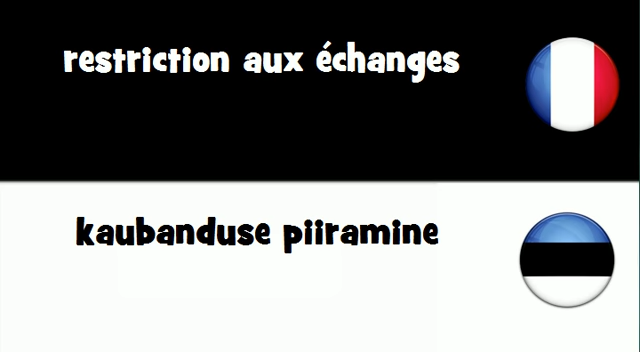 restriction aux échanges
kaubanduse piiramine